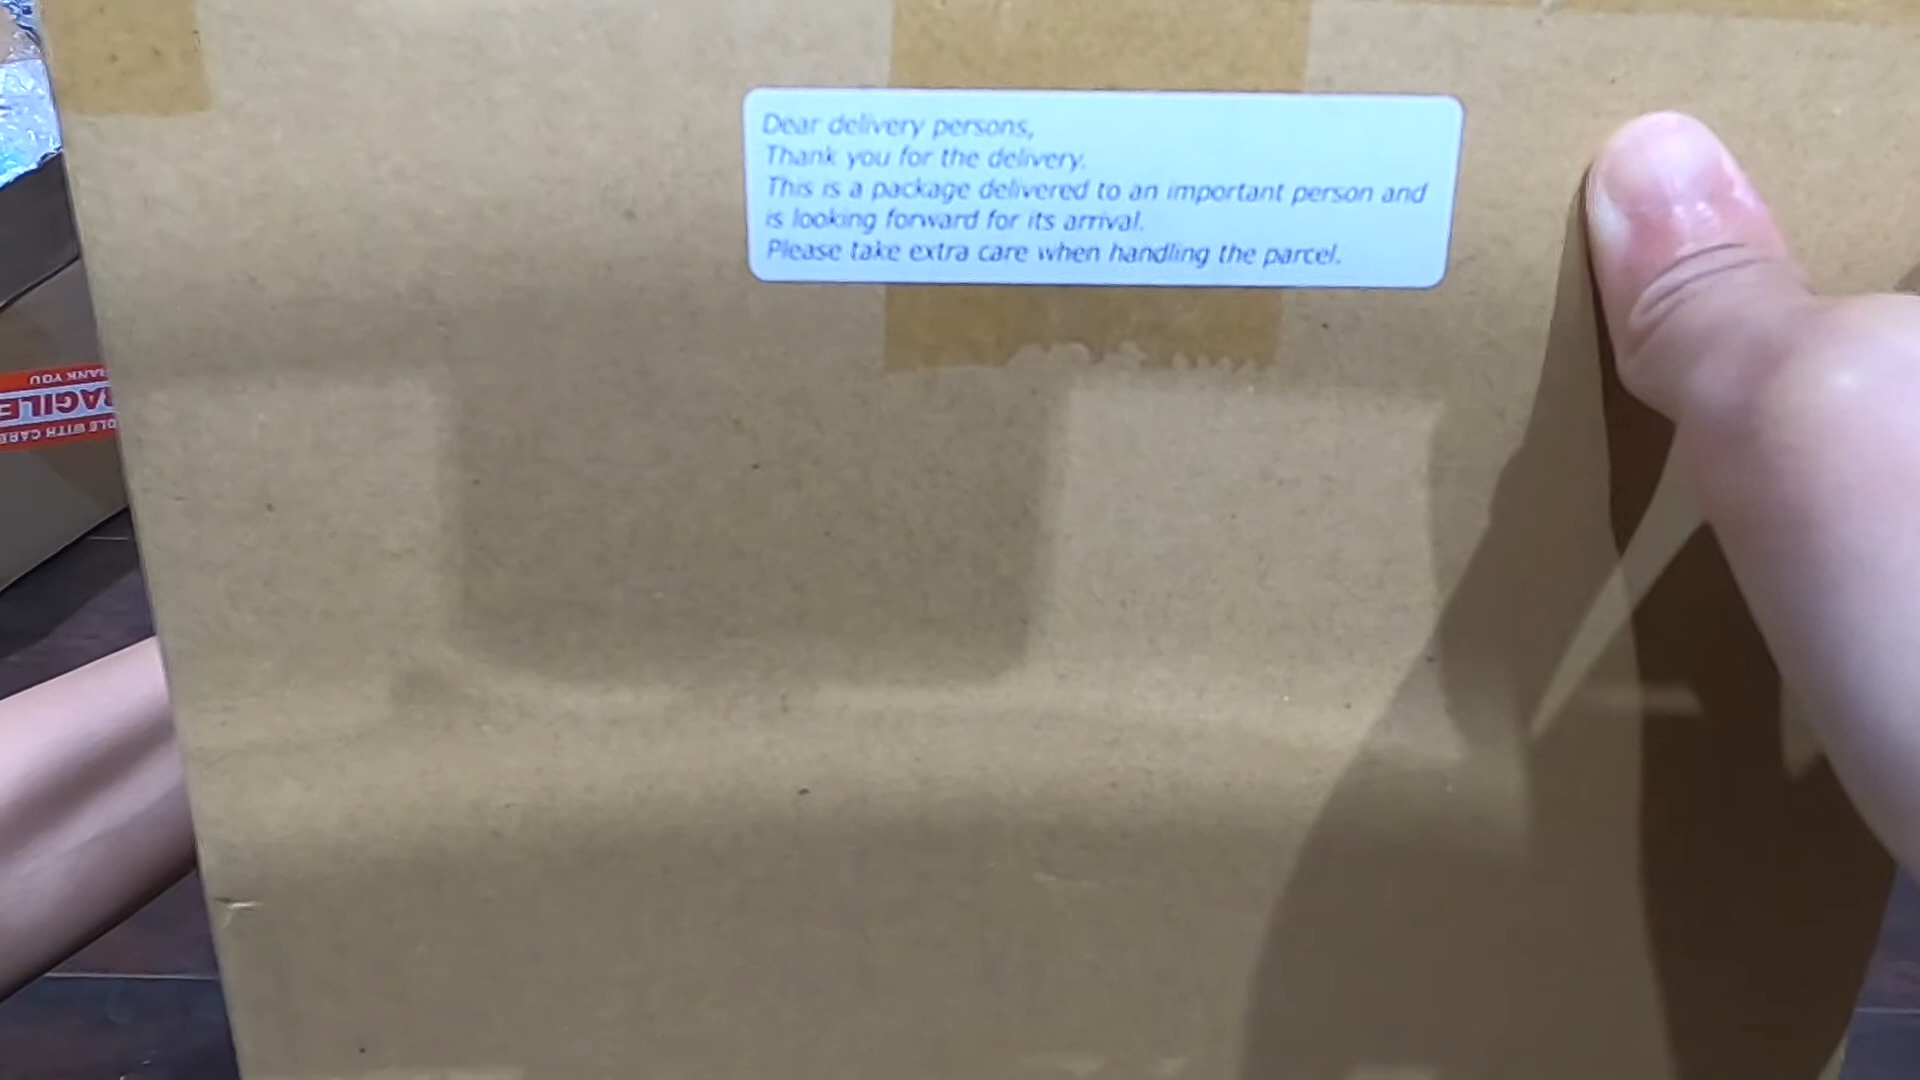 Dear delivery persons,
Thank you for the delivery.
This is a package delivered to an important person and
is looking forward for its arrival.
Please take extra care when handling the parcel.
RAGILE